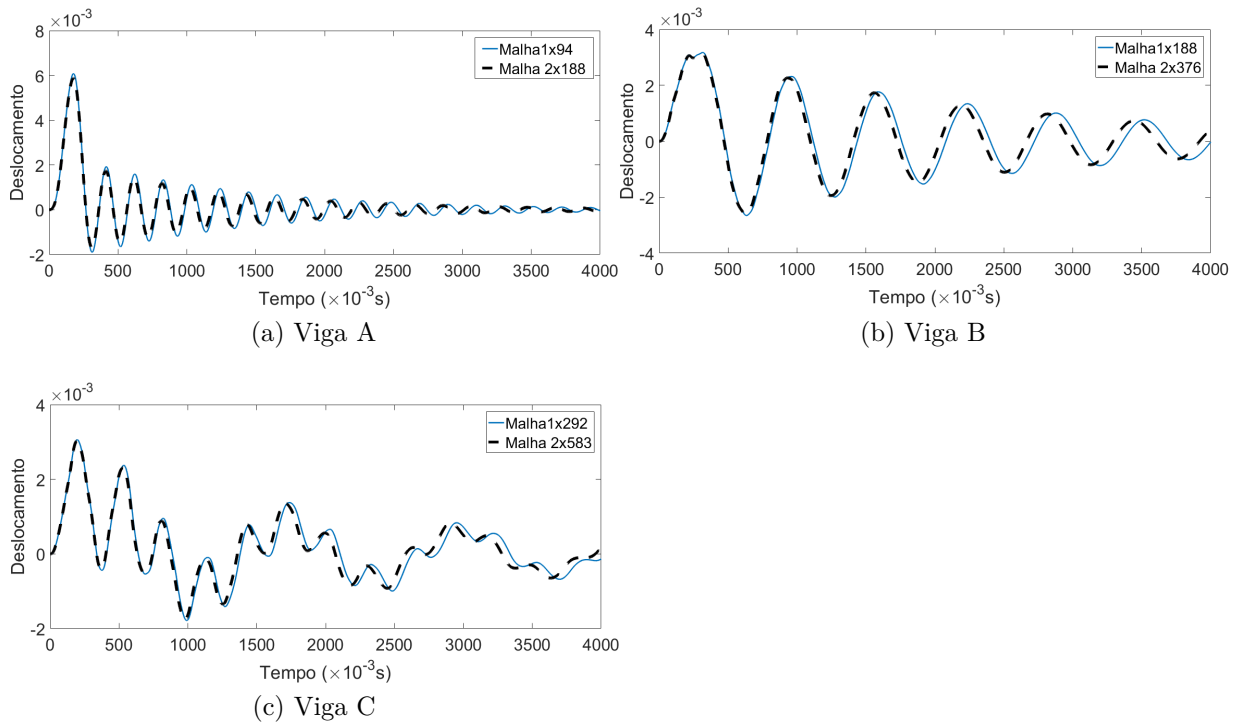 ×10⁻³
8
6
4
2
0
-2
Deslocamento
Malha1x94
Malha 2x188
0 500 1000 1500 2000 2500 3000 3500 4000
Tempo (×10⁻³s)
(a) Viga A
×10⁻³
4
2
0
-2
-4
Deslocamento
Malha1x188
Malha 2x376
0 500 1000 1500 2000 2500 3000 3500 4000
Tempo (×10⁻³s)
(b) Viga B
×10⁻³
4
2
0
-2
Deslocamento
Malha1x292
Malha 2x583
0 500 1000 1500 2000 2500 3000 3500 4000
Tempo (×10⁻³s)
(c) Viga C